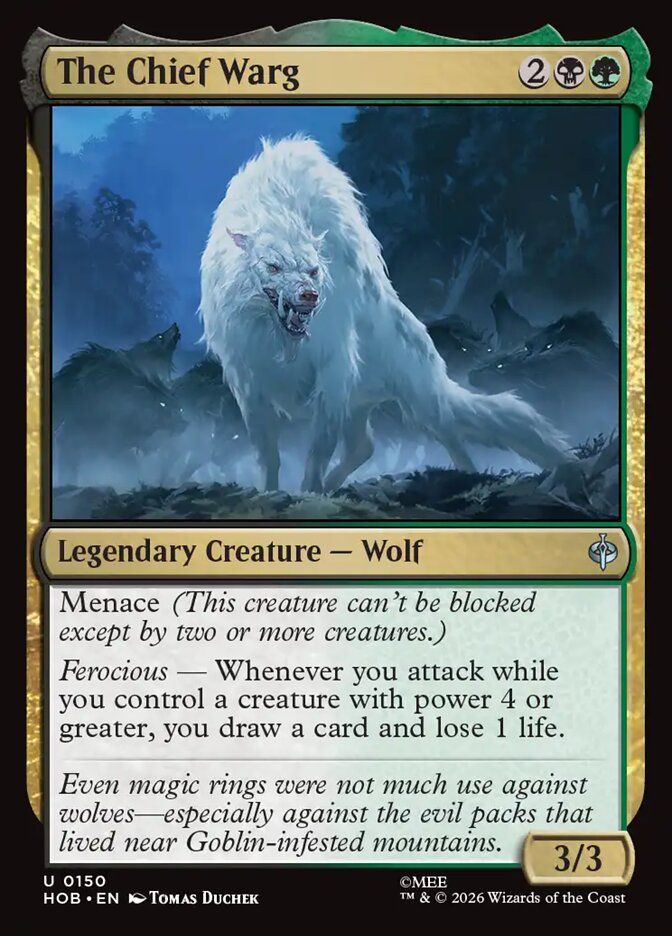 The Chief Warg
2
Legendary Creature — Wolf
Menace (This creature can't be blocked
except by two or more creatures.)
Ferocious — Whenever you attack while
you control a creature with power 4 or
greater, you draw a card and lose 1 life.
Even magic rings were not much use against
wolves—especially against the evil packs that
lived near Goblin-infested mountains.
3/3
U 0150
HOB • EN Tomas Duchek
©MEE
™ & © 2026 Wizards of the Coast